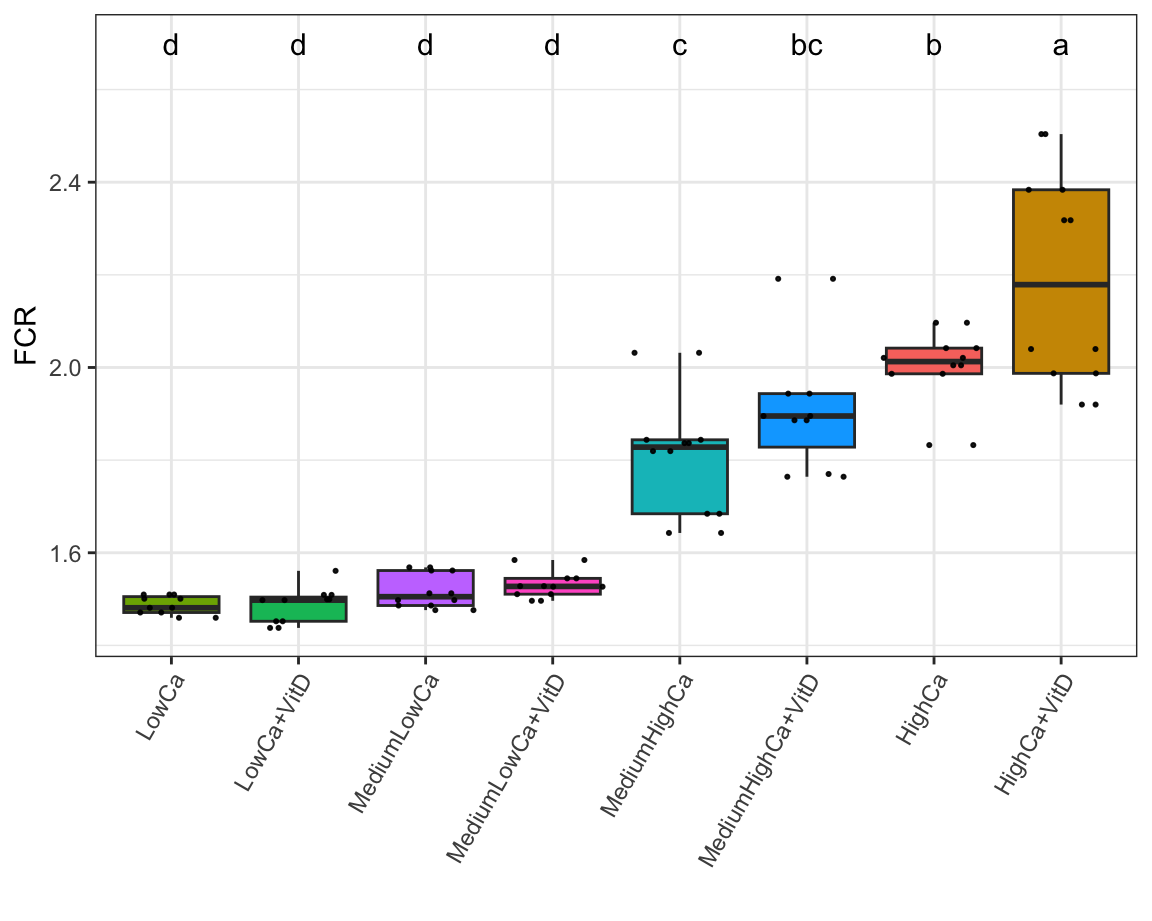 d d d d c bc b a
FCR
2.4
2.0
1.6
LowCa
LowCa+VitD
MediumLowCa
MediumLowCa+VitD
MediumHighCa
MediumHighCa+VitD
HighCa
HighCa+VitD